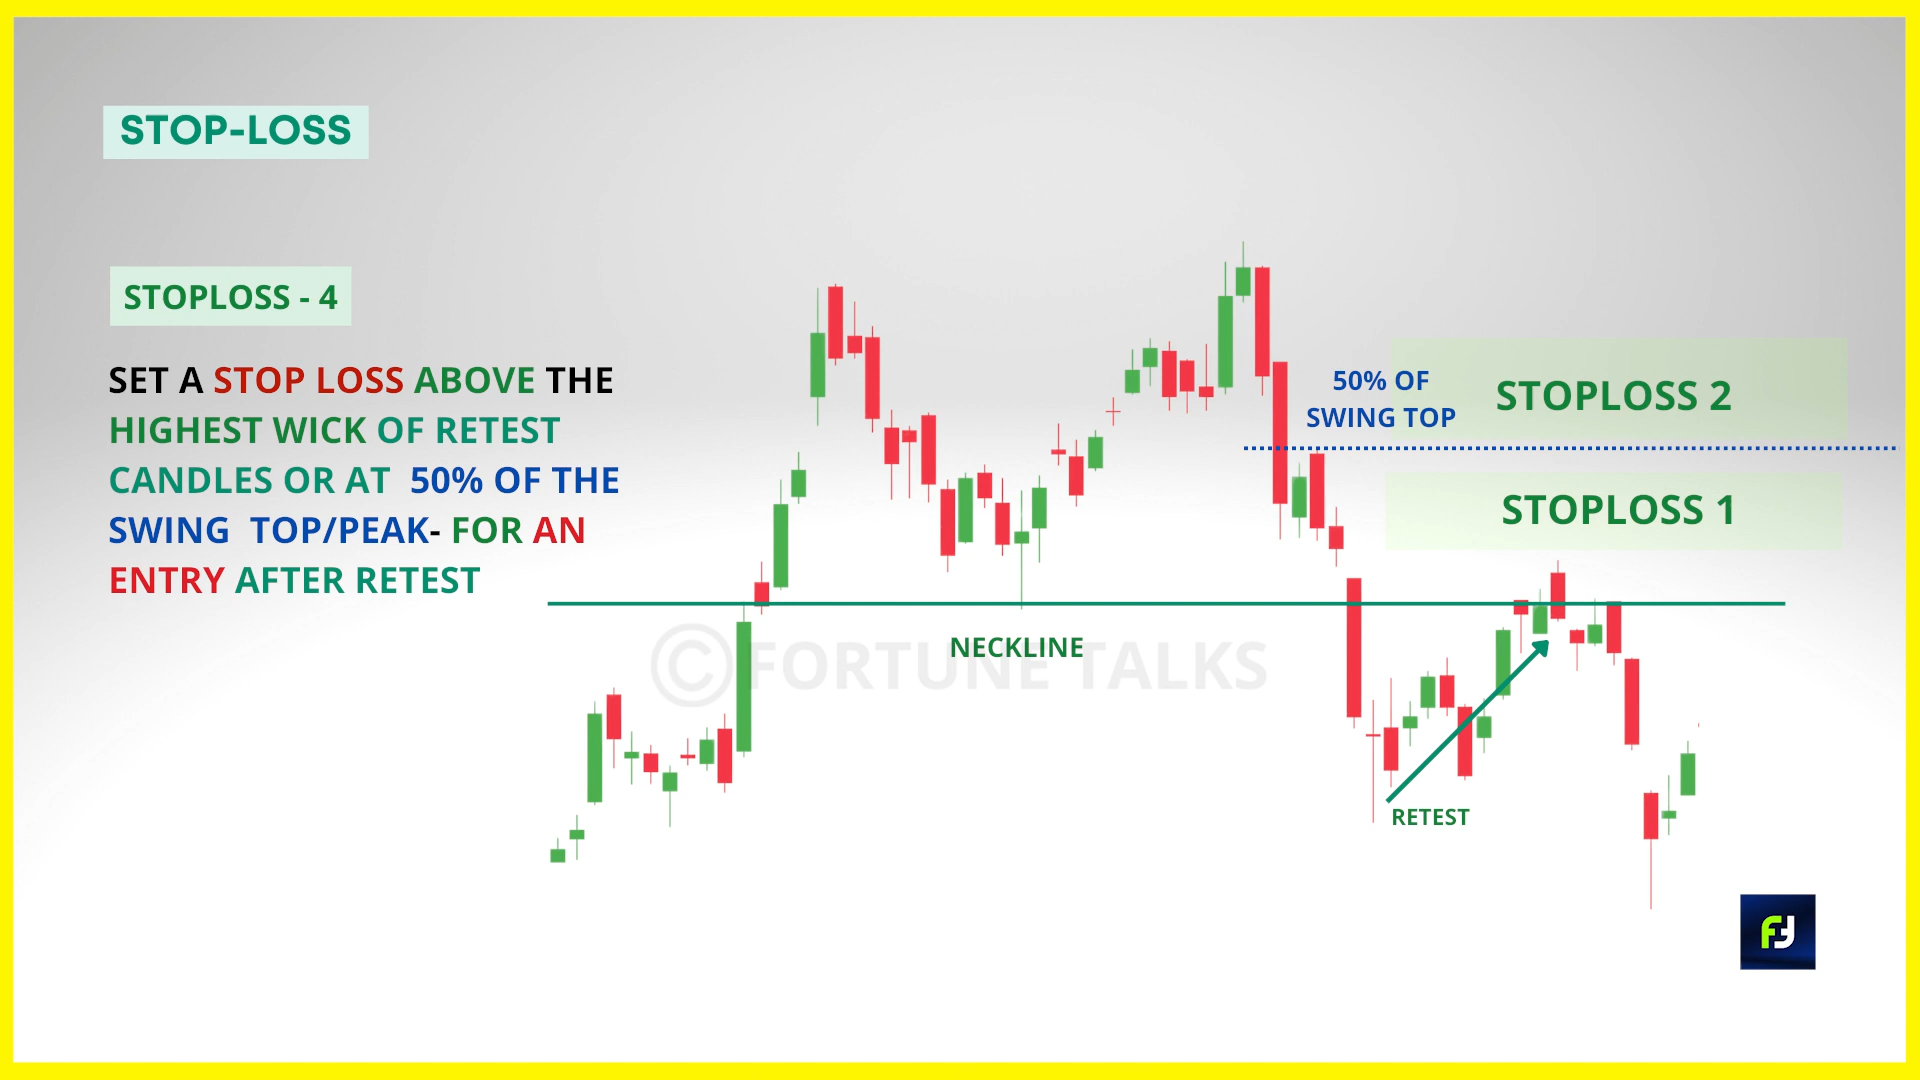 STOP-LOSS
STOPLOSS - 4
SET A STOP LOSS ABOVE THE
HIGHEST WICK OF RETEST
CANDLES OR AT 50% OF THE
SWING TOP/PEAK- FOR AN
ENTRY AFTER RETEST
50% OF
SWING TOP
STOPLOSS 2
STOPLOSS 1
NECKLINE
©FORTUNE TALKS
RETEST